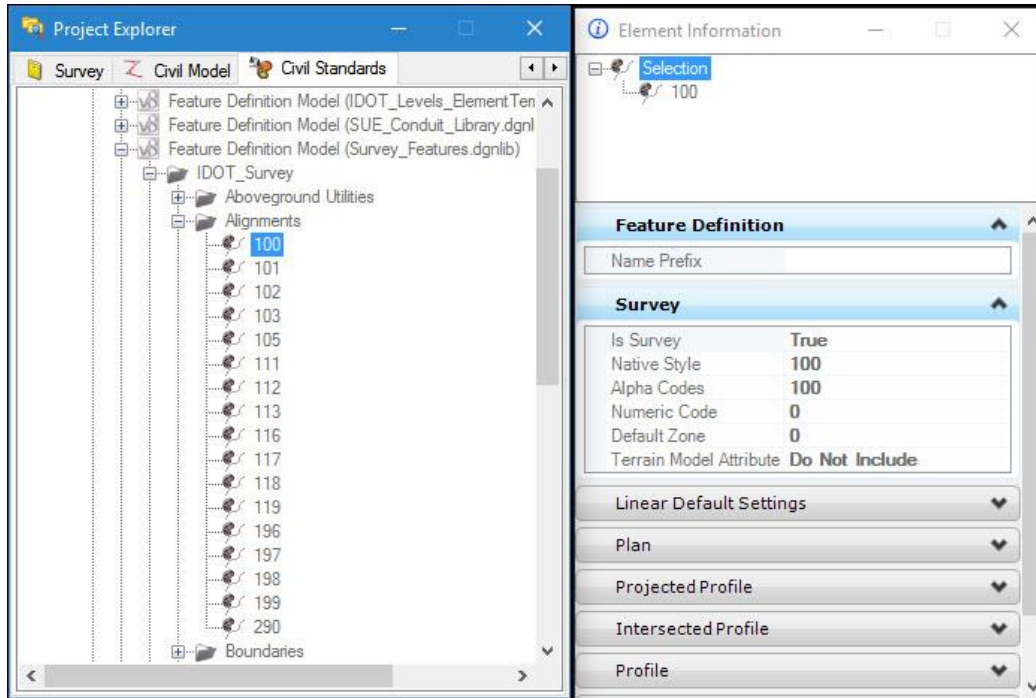 Project Explorer
Survey
Civil Model
Civil Standards
v8 Feature Definition Model (IDOT_Levels_ElementTem
v8 Feature Definition Model (SUE_Conduit_Library.dgnl
v8 Feature Definition Model (Survey_Features.dgnlib)
IDOT_Survey
Aboveground Utilities
Alignments
100
101
102
103
105
111
112
113
116
117
118
119
196
197
198
199
290
Boundaries
Element Information
Selection
100
Feature Definition
Name Prefix
Survey
Is Survey True
Native Style 100
Alpha Codes 100
Numeric Code 0
Default Zone 0
Terrain Model Attribute Do Not Include
Linear Default Settings
Plan
Projected Profile
Intersected Profile
Profile